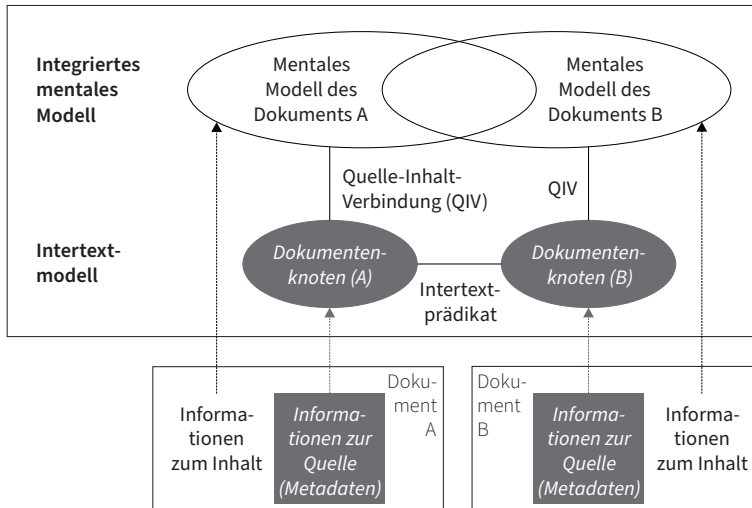 Integriertes
mentales
Modell
Mentales
Modell des
Dokuments A
Mentales
Modell des
Dokuments B
Quelle-Inhalt-
Verbindung (QIV)
QIV
Intertext-
modell
Dokumenten-
knoten (A)
Dokumenten-
knoten (B)
Intertext-
prädikat
Informa-
tionen
zum Inhalt
Informa-
tionen zur
Quelle
(Metadaten)
Doku-
ment
A
Doku-
ment
B
Informa-
tionen zur
Quelle
(Metadaten)
Informa-
tionen
zum Inhalt